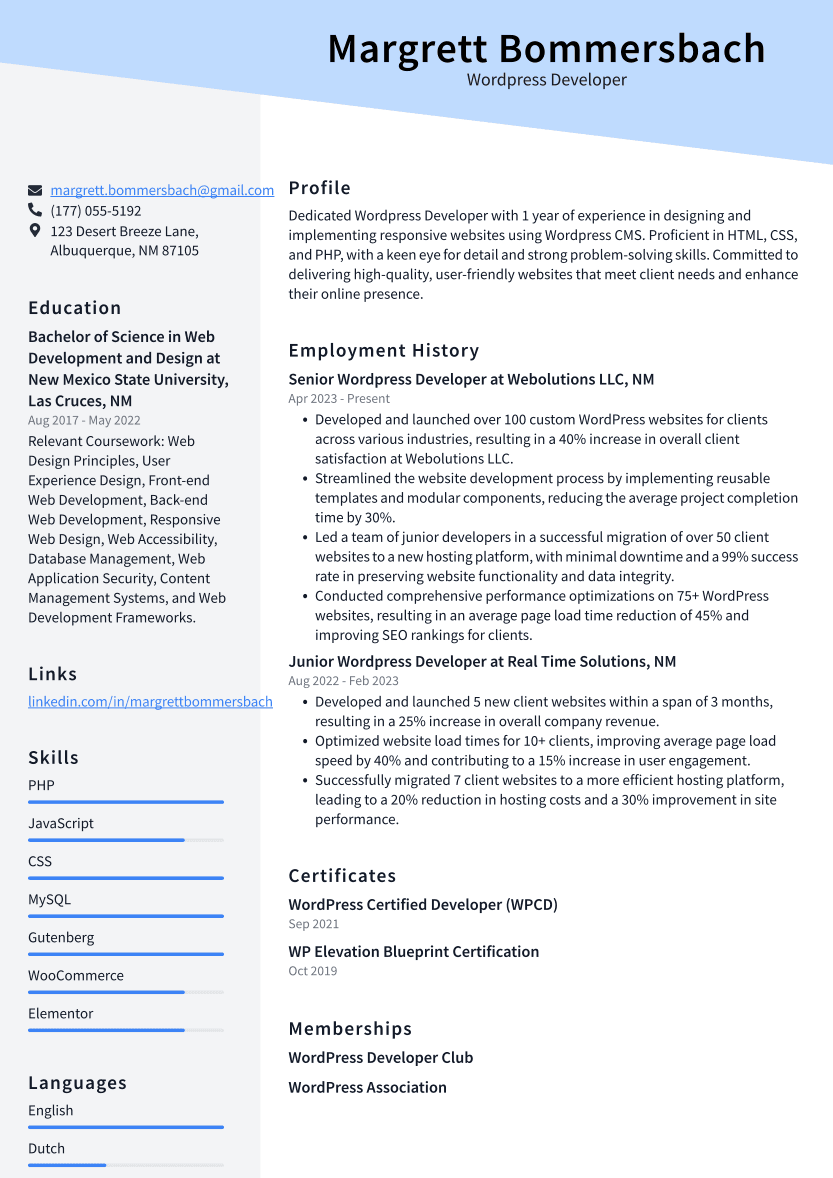 Margrett Bommersbach
Wordpress Developer
margrett.bommersbach@gmail.com
(177) 055-5192
123 Desert Breeze Lane,
Albuquerque, NM 87105
Education
Bachelor of Science in Web
Development and Design at
New Mexico State University,
Las Cruces, NM
Aug 2017 - May 2022
Relevant Coursework: Web
Design Principles, User
Experience Design, Front-end
Web Development, Back-end
Web Development, Responsive
Web Design, Web Accessibility,
Database Management, Web
Application Security, Content
Management Systems, and Web
Development Frameworks.
Links
linkedin.com/in/margrettbommersbach
Skills
PHP
JavaScript
CSS
MySQL
Gutenberg
WooCommerce
Elementor
Languages
English
Dutch
Profile
Dedicated Wordpress Developer with 1 year of experience in designing and
implementing responsive websites using Wordpress CMS. Proficient in HTML, CSS,
and PHP, with a keen eye for detail and strong problem-solving skills. Committed to
delivering high-quality, user-friendly websites that meet client needs and enhance
their online presence.
Employment History
Senior Wordpress Developer at Webolutions LLC, NM
Apr 2023 - Present
• Developed and launched over 100 custom WordPress websites for clients
across various industries, resulting in a 40% increase in overall client
satisfaction at Webolutions LLC.
• Streamlined the website development process by implementing reusable
templates and modular components, reducing the average project completion
time by 30%.
• Led a team of junior developers in a successful migration of over 50 client
websites to a new hosting platform, with minimal downtime and a 99% success
rate in preserving website functionality and data integrity.
• Conducted comprehensive performance optimizations on 75+ WordPress
websites, resulting in an average page load time reduction of 45% and
improving SEO rankings for clients.
Junior Wordpress Developer at Real Time Solutions, NM
Aug 2022 - Feb 2023
• Developed and launched 5 new client websites within a span of 3 months,
resulting in a 25% increase in overall company revenue.
• Optimized website load times for 10+ clients, improving average page load
speed by 40% and contributing to a 15% increase in user engagement.
• Successfully migrated 7 client websites to a more efficient hosting platform,
leading to a 20% reduction in hosting costs and a 30% improvement in site
performance.
Certificates
WordPress Certified Developer (WPCD)
Sep 2021
WP Elevation Blueprint Certification
Oct 2019
Memberships
WordPress Developer Club
WordPress Association